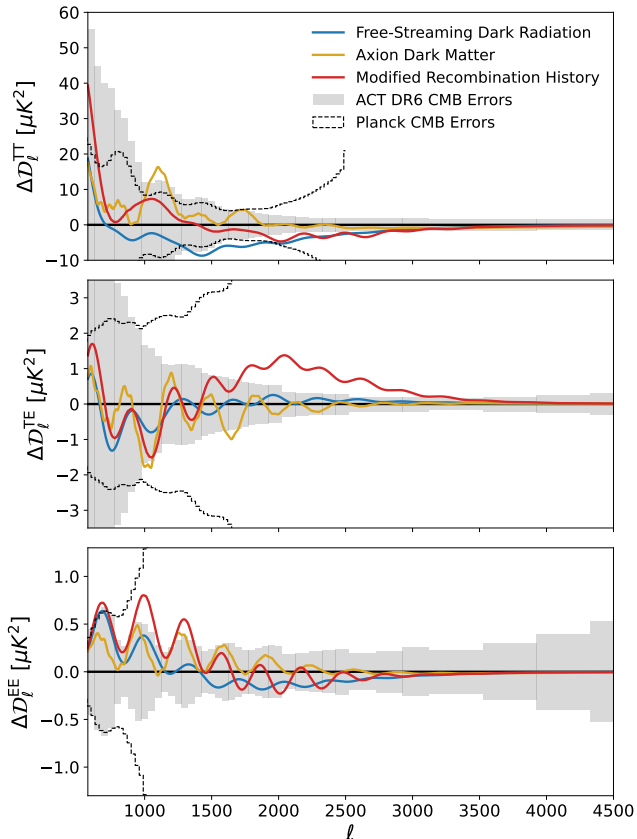 60
50
40
30
20
10
0
−10
ΔD_ℓ^TT [μK²]
Free-Streaming Dark Radiation
Axion Dark Matter
Modified Recombination History
ACT DR6 CMB Errors
Planck CMB Errors
3
2
1
0
−1
−2
−3
ΔD_ℓ^TE [μK²]
1.0
0.5
0.0
−0.5
−1.0
ΔD_ℓ^EE [μK²]
1000 1500 2000 2500 3000 3500 4000 4500
ℓ